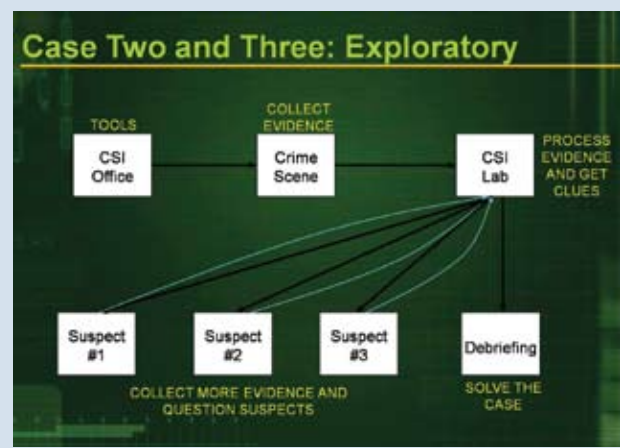 Case Two and Three: Exploratory
TOOLS
CSI
Office
COLLECT
EVIDENCE
Crime
Scene
CSI
Lab
PROCESS
EVIDENCE
AND GET
CLUES
Suspect
#1
Suspect
#2
Suspect
#3
Debriefing
COLLECT MORE EVIDENCE AND
QUESTION SUSPECTS
SOLVE THE
CASE